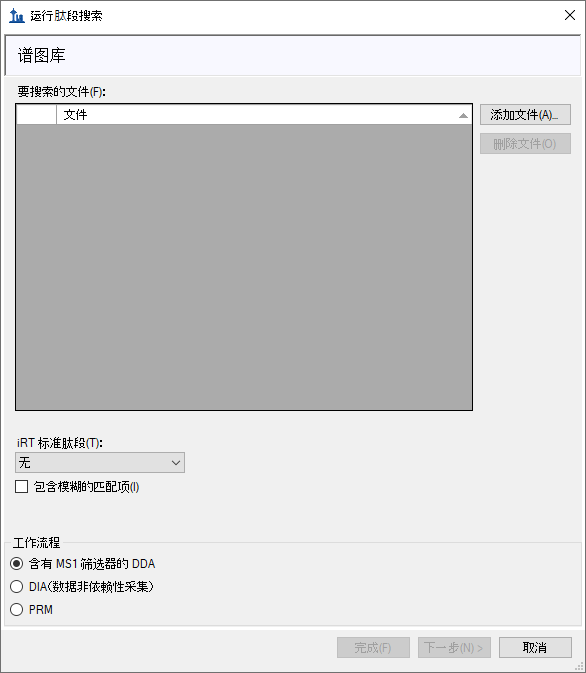 运行肽段搜索
谱图库
要搜索的文件(F):
文件
添加文件(A)...
删除文件(O)
iRT 标准肽段(T):
无
包含模糊的匹配项(I)
工作流程
含有 MS1 筛选器的 DDA
DIA(数据非依赖性采集)
PRM
完成(F)
下一步(N) >
取消